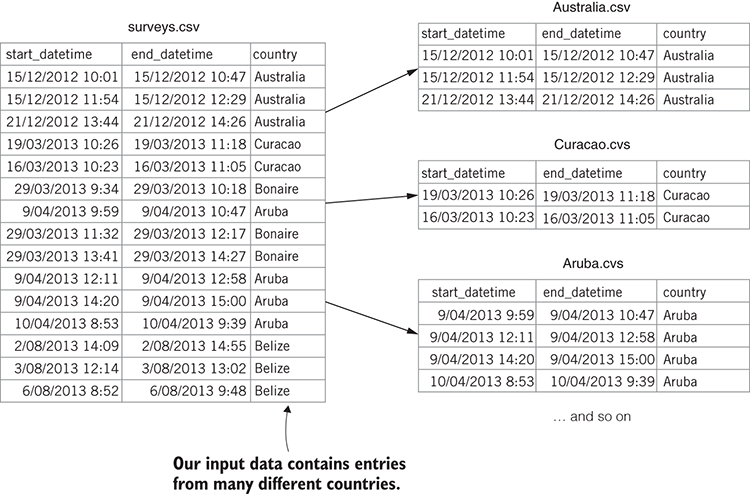 surveys.csv
start_datetime end_datetime country
15/12/2012 10:01 15/12/2012 10:47 Australia
15/12/2012 11:54 15/12/2012 12:29 Australia
21/12/2012 13:44 21/12/2012 14:26 Australia
19/03/2013 10:26 19/03/2013 11:18 Curacao
16/03/2013 10:23 16/03/2013 11:05 Curacao
29/03/2013 9:34 29/03/2013 10:18 Bonaire
9/04/2013 9:59 9/04/2013 10:47 Aruba
29/03/2013 11:32 29/03/2013 12:17 Bonaire
29/03/2013 13:41 29/03/2013 14:27 Bonaire
9/04/2013 12:11 9/04/2013 12:58 Aruba
9/04/2013 14:20 9/04/2013 15:00 Aruba
10/04/2013 8:53 10/04/2013 9:39 Aruba
2/08/2013 14:09 2/08/2013 14:55 Belize
3/08/2013 12:14 3/08/2013 13:02 Belize
6/08/2013 8:52 6/08/2013 9:48 Belize
Our input data contains entries
from many different countries.
Australia.csv
start_datetime end_datetime country
15/12/2012 10:01 15/12/2012 10:47 Australia
15/12/2012 11:54 15/12/2012 12:29 Australia
21/12/2012 13:44 21/12/2012 14:26 Australia
Curacao.cvs
start_datetime end_datetime country
19/03/2013 10:26 19/03/2013 11:18 Curacao
16/03/2013 10:23 16/03/2013 11:05 Curacao
Aruba.cvs
start_datetime end_datetime country
9/04/2013 9:59 9/04/2013 10:47 Aruba
9/04/2013 12:11 9/04/2013 12:58 Aruba
9/04/2013 14:20 9/04/2013 15:00 Aruba
10/04/2013 8:53 10/04/2013 9:39 Aruba
... and so on